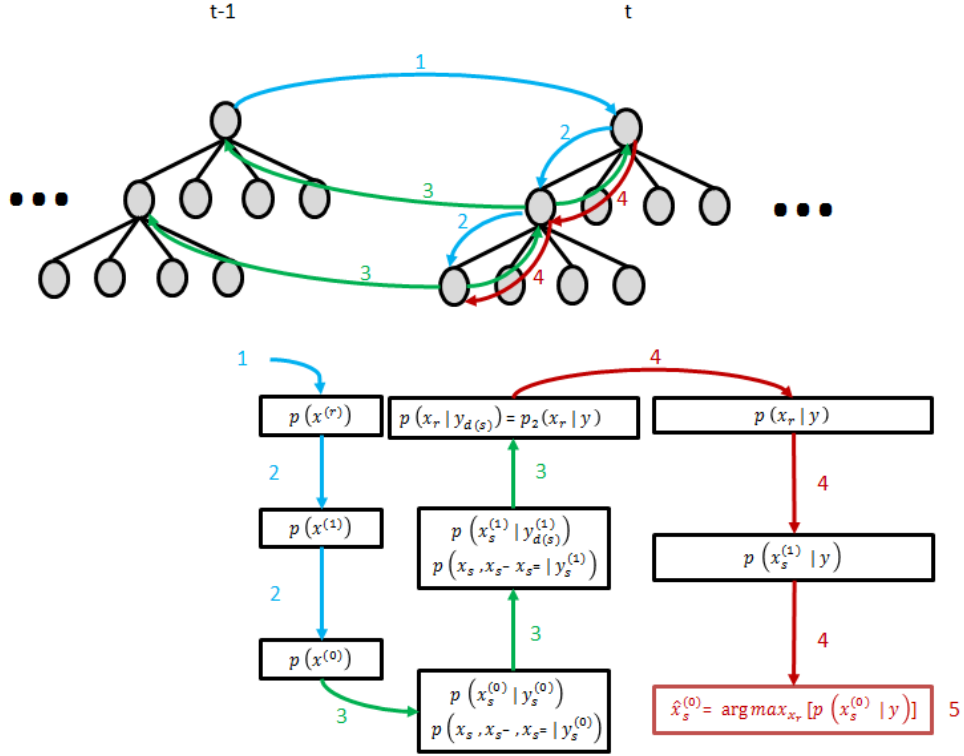 t-1
t
1
2
2
3
3
4
4
1
4
p (x^(r))
p (x_r | y_d(s)) = p_2(x_r | y)
p (x_r | y)
2
3
4
p (x^(1))
p (x_s^(1) | y_d(s)^(1))
p (x_s , x_s- x_s= | y_s^(1))
p (x_s^(1) | y)
2
3
4
p (x^(0))
3
p (x_s^(0) | y_s^(0))
p (x_s , x_s- , x_s= | y_s^(0))
x̂_s^(0) = arg max_x_r [p (x_s^(0) | y)]
5